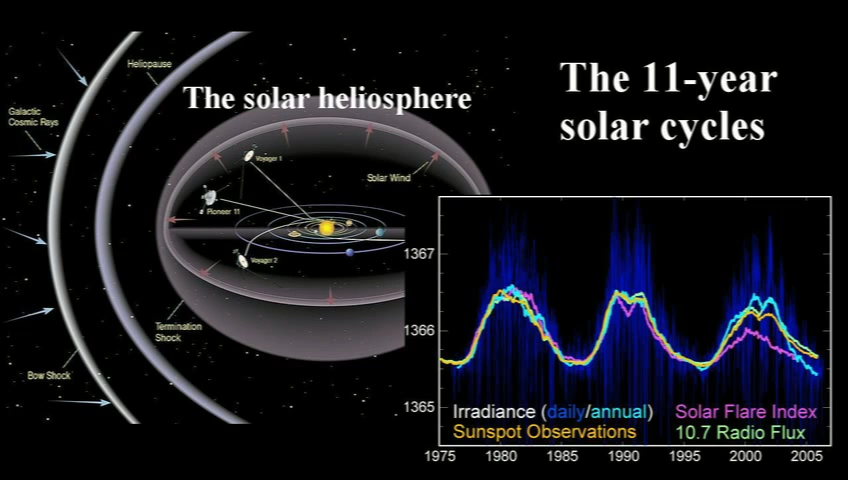 The 11-year
solar cycles
The solar heliosphere
Heliopause
Galactic
Cosmic Rays
Voyager 1
Solar Wind
Pioneer 11
Voyager 2
Termination
Shock
Bow Shock
1367
1366
1365
Irradiance (daily/annual)
Solar Flare Index
Sunspot Observations
10.7 Radio Flux
1975 1980 1985 1990 1995 2000 2005